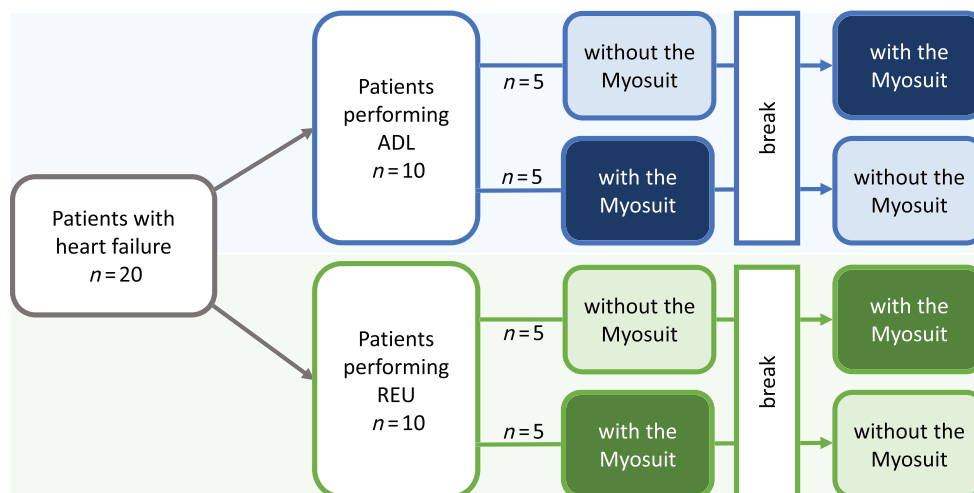 Patients with
heart failure
n = 20
Patients
performing
ADL
n = 10
n = 5
without the
Myosuit
break
with the
Myosuit
n = 5
with the
Myosuit
without the
Myosuit
Patients
performing
REU
n = 10
n = 5
without the
Myosuit
break
with the
Myosuit
n = 5
with the
Myosuit
without the
Myosuit